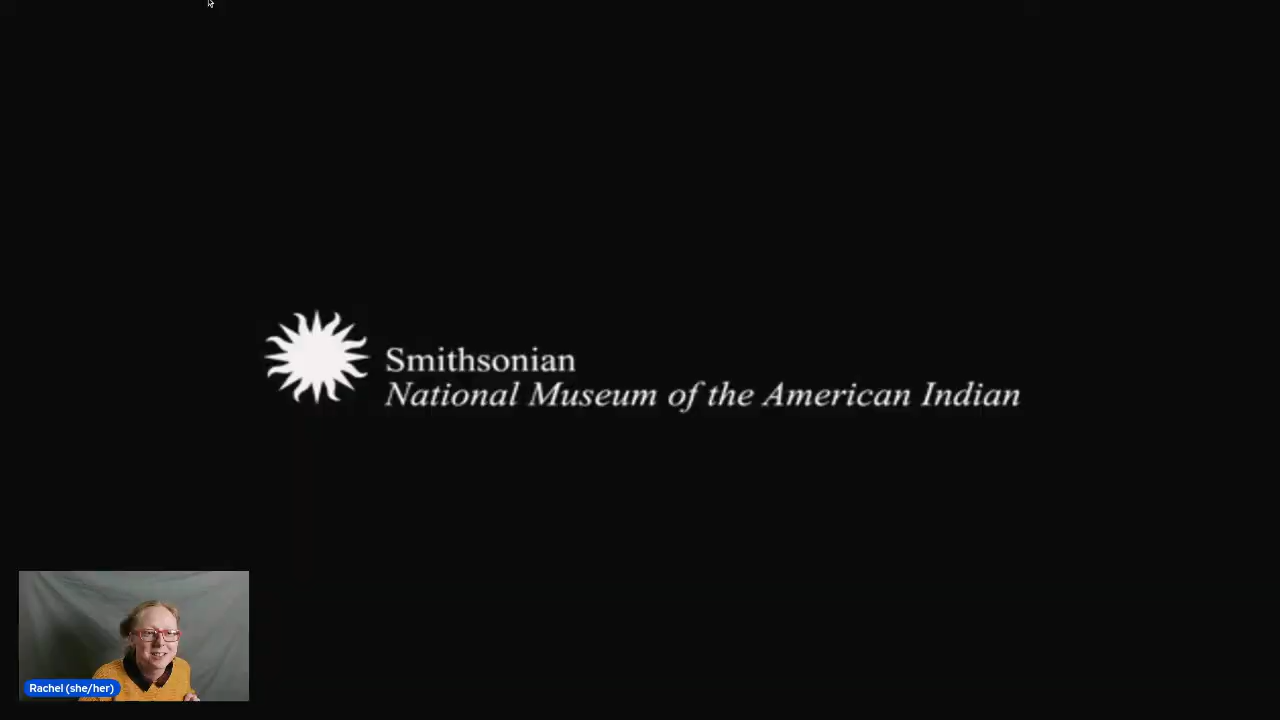 Smithsonian
National Museum of the American Indian
Rachel (she/her)